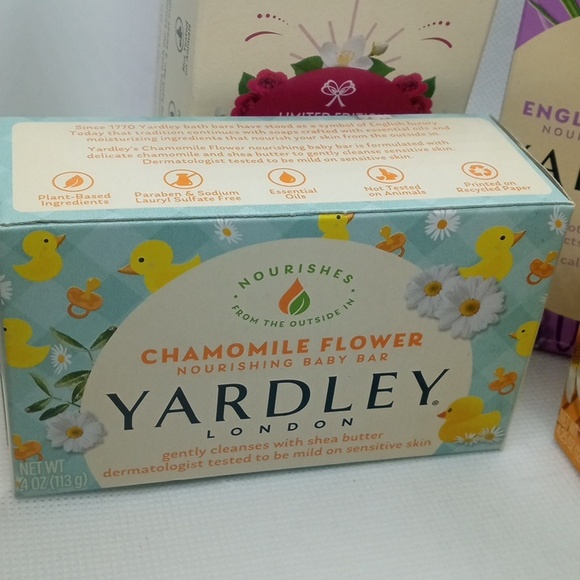 LIMITED EDITION
ENGL
NOU
YA
Since 1770 Yardley bath bars have stood as a symbol of English luxury.
Today that tradition continues with soaps crafted with essential oils and
moisturizing ingredients that nourish your skin from the outside in.
Yardley's Chamomile Flower nourishing baby bar is formulated with
delicate chamomile and shea butter to gently cleanse sensitive skin.
Dermatologist tested to be mild on sensitive skin.
Plant-Based
Ingredients
Paraben & Sodium
Lauryl Sulfate Free
Essential
Oils
Not Tested
on Animals
Printed on
Recycled Paper
NOURISHES
FROM THE OUTSIDE IN
CHAMOMILE FLOWER
NOURISHING BABY BAR
YARDLEY
LONDON
gently cleanses with shea butter
dermatologist tested to be mild on sensitive skin
NET WT
4 OZ (113 g)